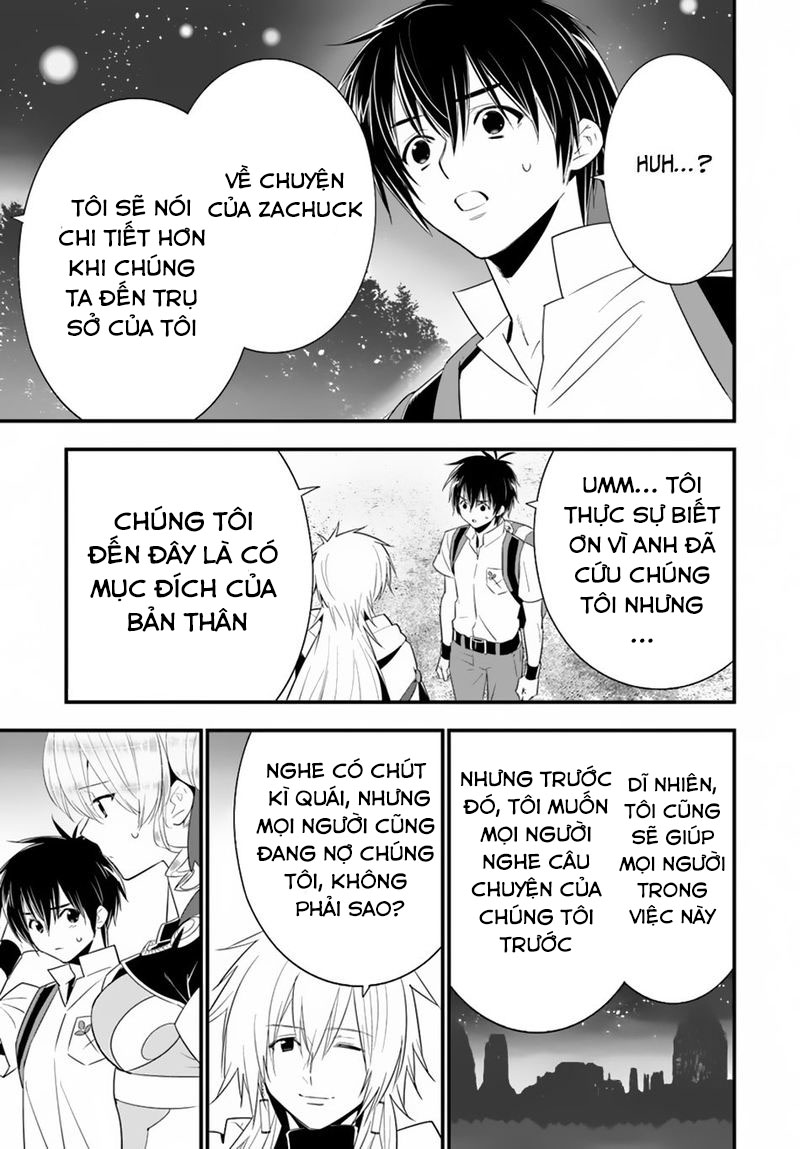 HUH...?
VỀ CHUYỆN
CỦA ZACHUCK
TÔI SẼ NÓI
CHI TIẾT HƠN
KHI CHÚNG
TA ĐẾN TRỤ
SỞ CỦA TÔI
UMM... TÔI
THỰC SỰ BIẾT
ƠN VÌ ANH ĐÃ
CỨU CHÚNG
TÔI NHƯNG
...
CHÚNG TÔI
ĐẾN ĐÂY LÀ CÓ
MỤC ĐÍCH CỦA
BẢN THÂN
DĨ NHIÊN,
TÔI CŨNG
SẼ GIÚP
MỌI NGƯỜI
TRONG
VIỆC NÀY
NHƯNG TRƯỚC
ĐÓ, TÔI MUỐN
MỌI NGƯỜI
NGHE CÂU
CHUYỆN CỦA
CHÚNG TÔI
TRƯỚC
NGHE CÓ CHÚT
KÌ QUÁI, NHƯNG
MỌI NGƯỜI CŨNG
ĐANG NỢ CHÚNG
TÔI, KHÔNG
PHẢI SAO?